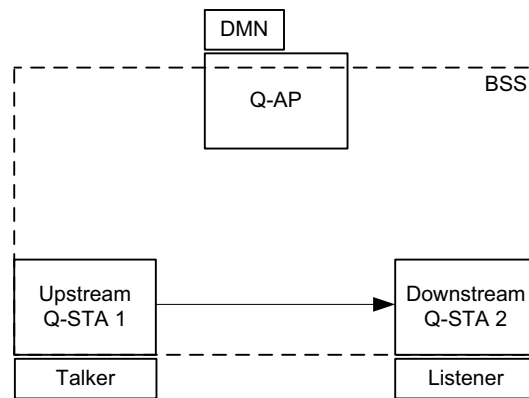 DMN
Q-AP
BSS
Upstream
Q-STA 1
Downstream
Q-STA 2
Talker
Listener